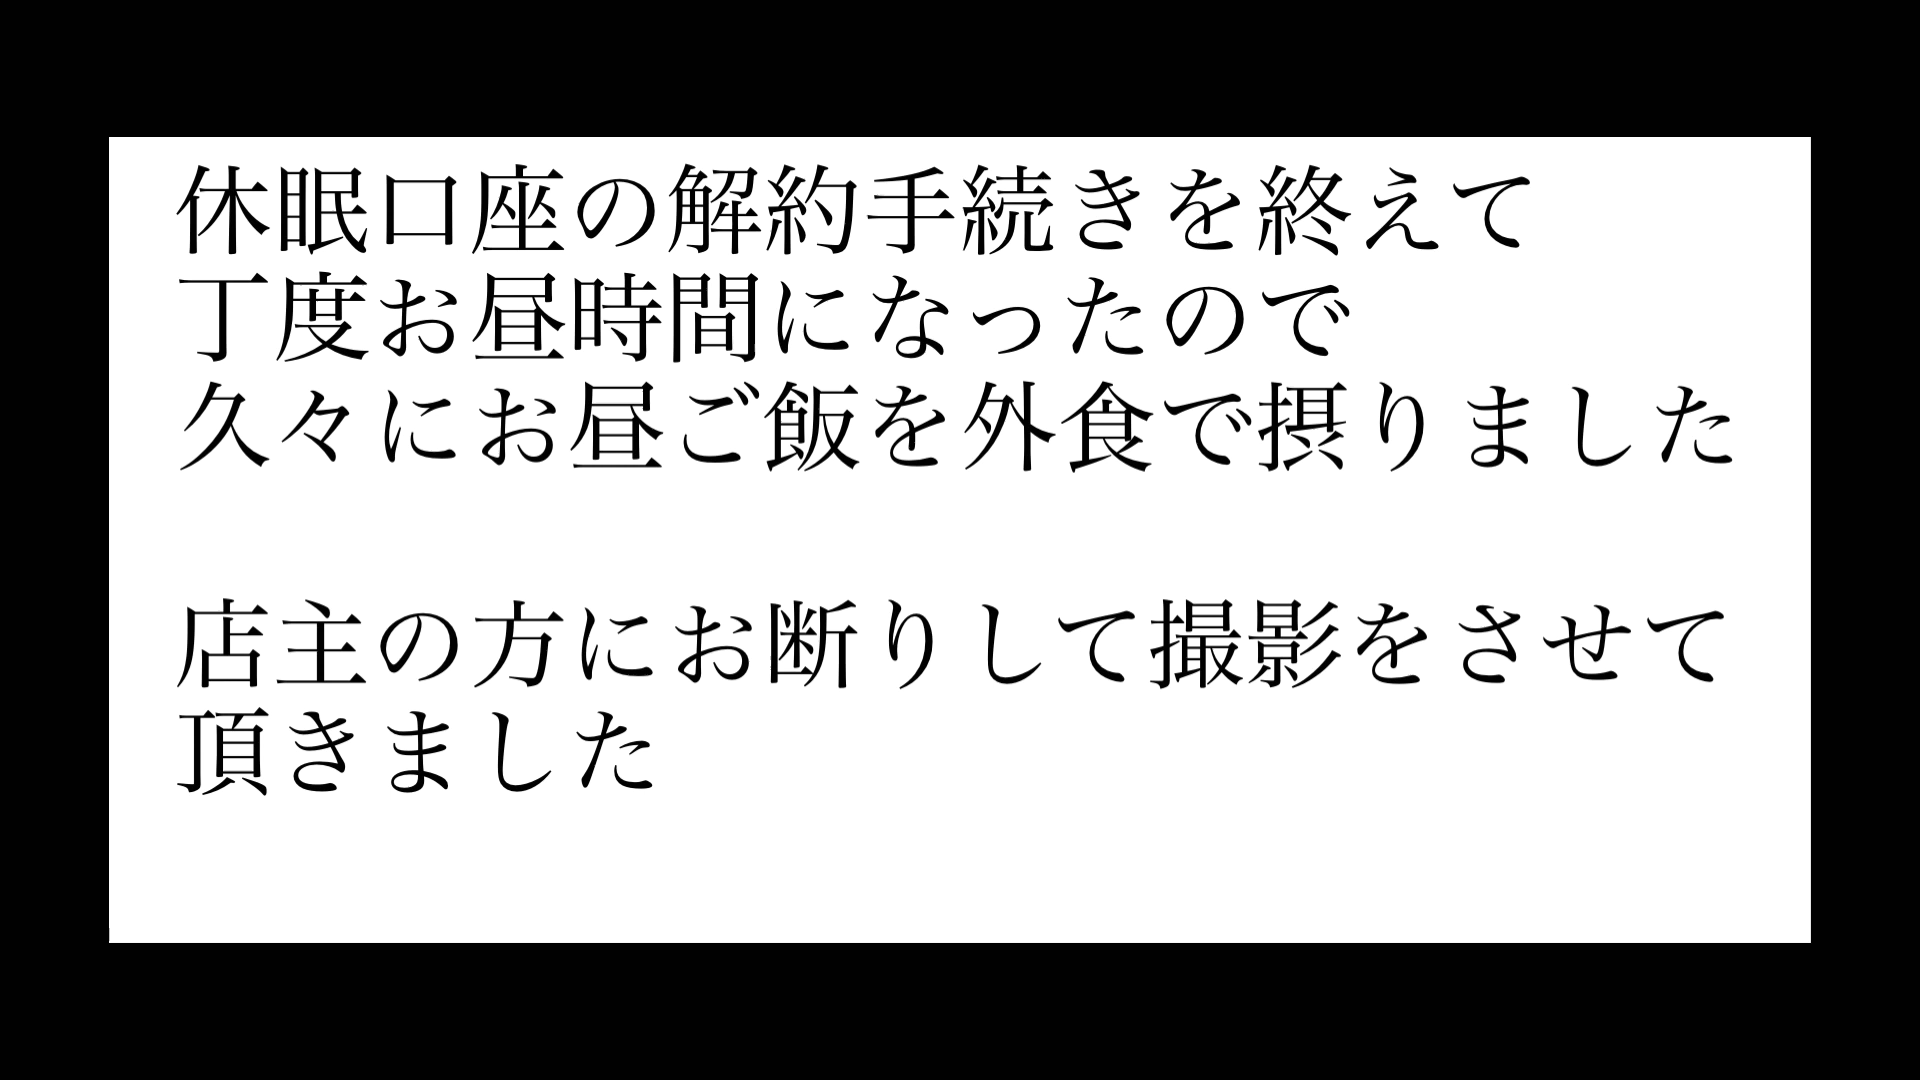 休眠口座の解約手続きを終えて
丁度お昼時間になったので
久々にお昼ご飯を外食で摂りました
店主の方にお断りして撮影をさせて
頂きました